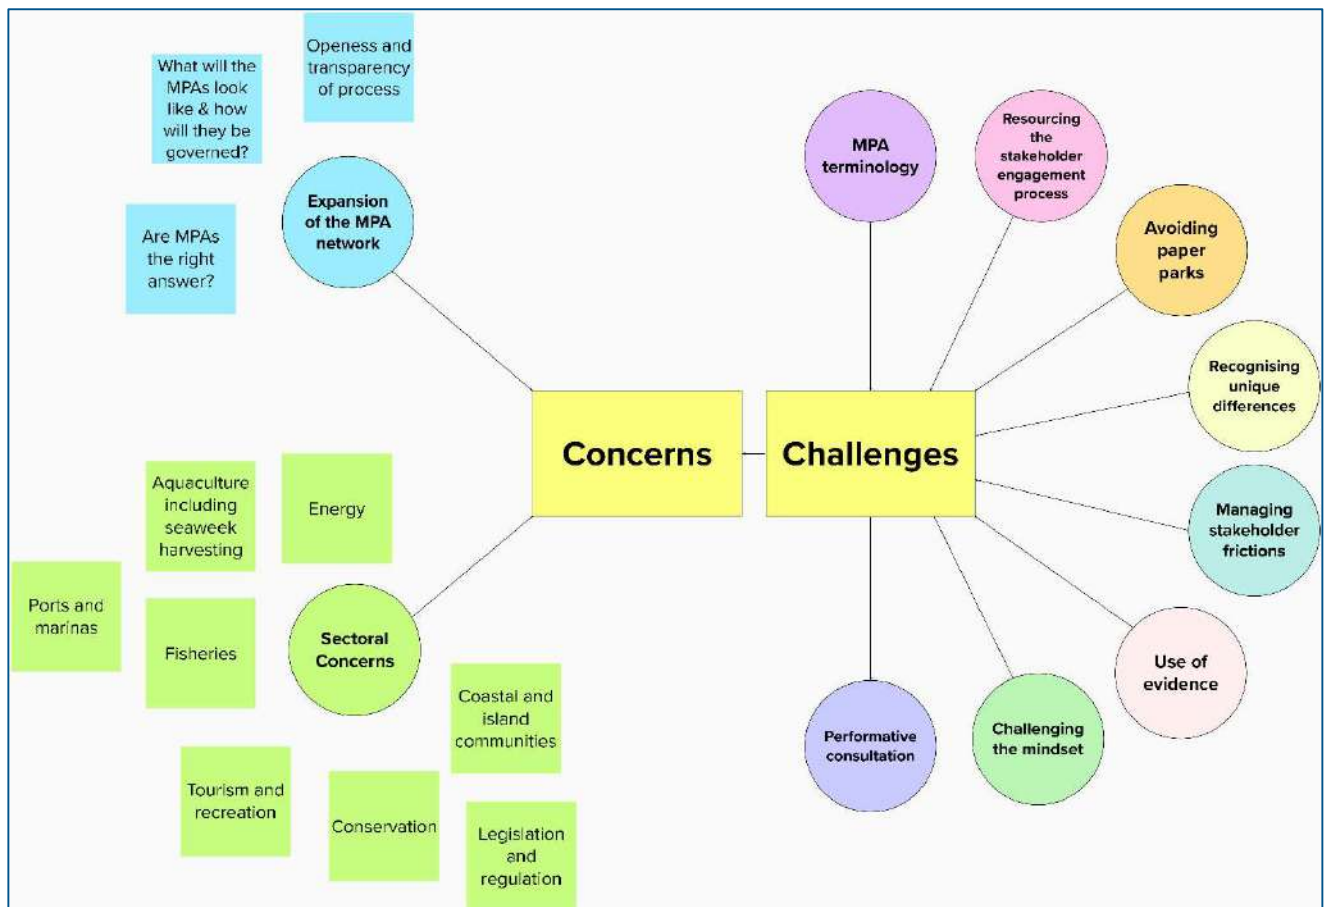 Openess and
transparency
of process
What will the
MPAs look
like & how
will they be
governed?
Expansion
of the MPA
network
Are MPAs
the right
answer?
Concerns
Aquaculture
including
seaweek
harvesting
Energy
Ports and
marinas
Fisheries
Sectoral
Concerns
Coastal and
island
communities
Tourism and
recreation
Conservation
Legislation
and
regulation
Challenges
MPA
terminology
Resourcing
the
stakeholder
engagement
process
Avoiding
paper
parks
Recognising
unique
differences
Managing
stakeholder
frictions
Use of
evidence
Challenging
the mindset
Performative
consultation